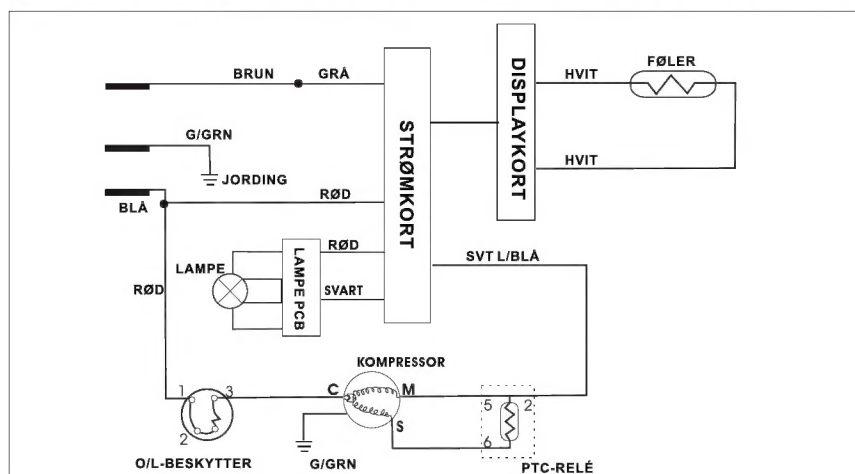 BRUN GRÅ
G/GRN
JORDING
BLÅ
RØD
STRØMKORT
DISPLAYKORT
HVIT
FØLER
HVIT
LAMPE
LAMPE PCB
RØD
SVART
RØD
SVT L/BLÅ
KOMPRESSOR
1
3
2
C
M
S
5
2
6
O/L-BESKYTTER
G/GRN
PTC-RELÉ